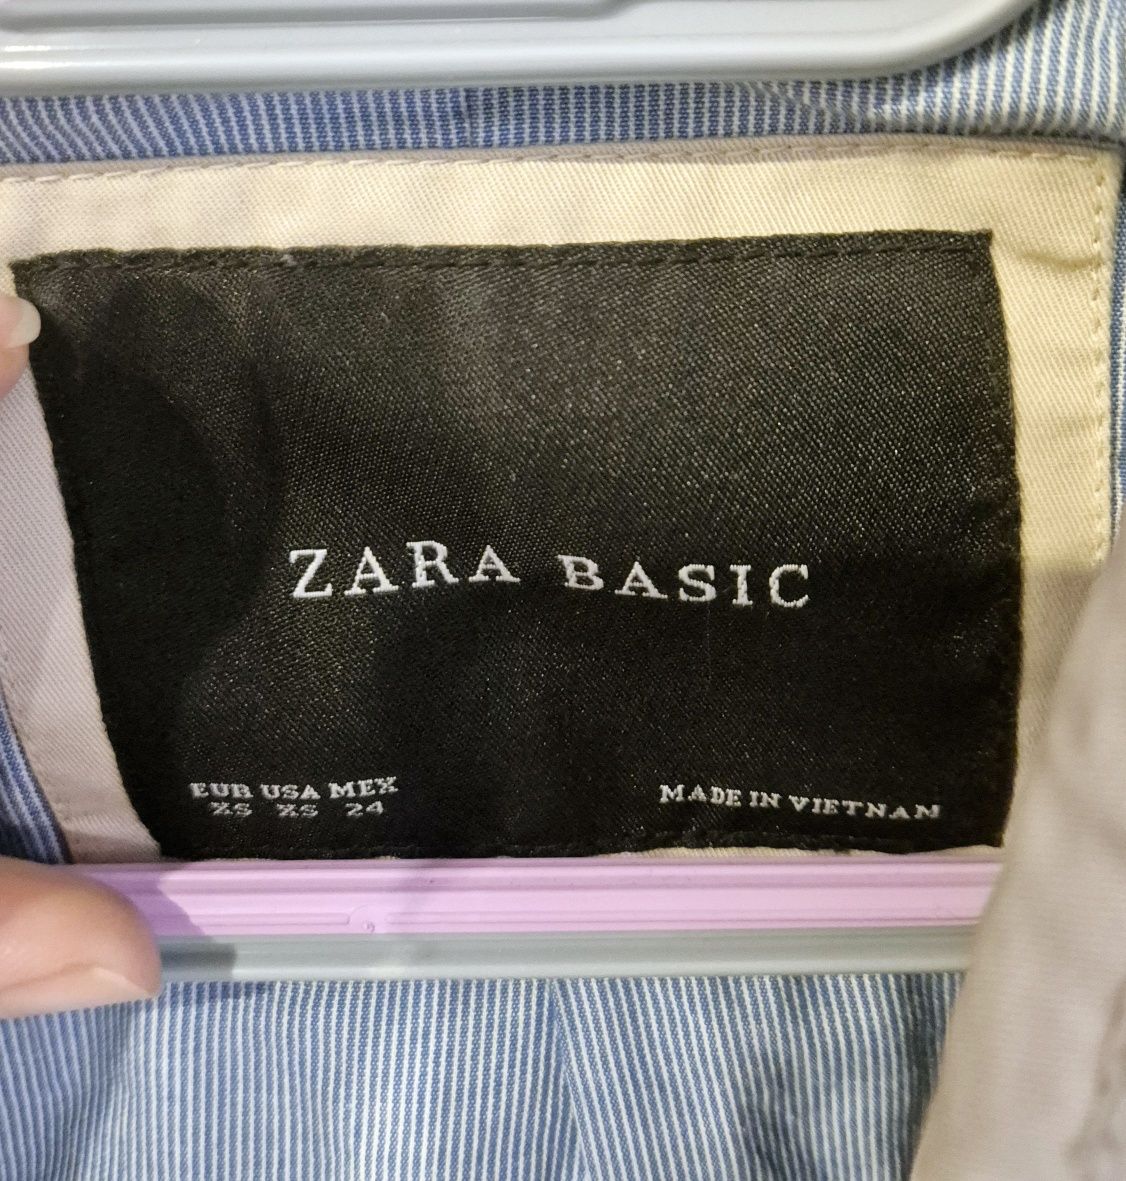 ZARA BASIC
EUR USA MEX
XS XS 24
MADE IN VIETNAM